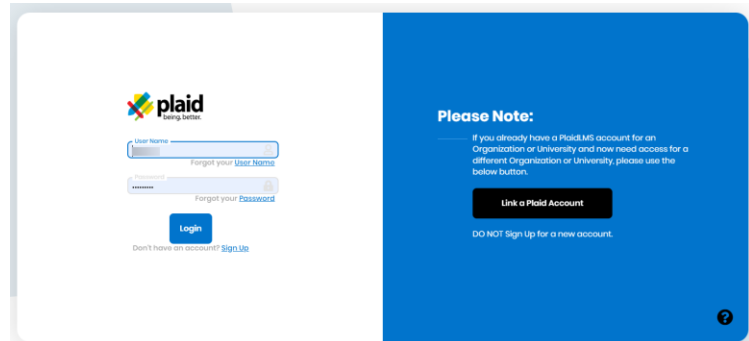 plaid
being. better.
User Name
Forgot your User Name
Password
Forgot your Password
Login
Don't have an account? Sign Up
Please Note:
If you already have a PlaidLMS account for an
Organization or University and now need access for a
different Organization or University, please use the
below button.
Link a Plaid Account
DO NOT Sign Up for a new account.
?